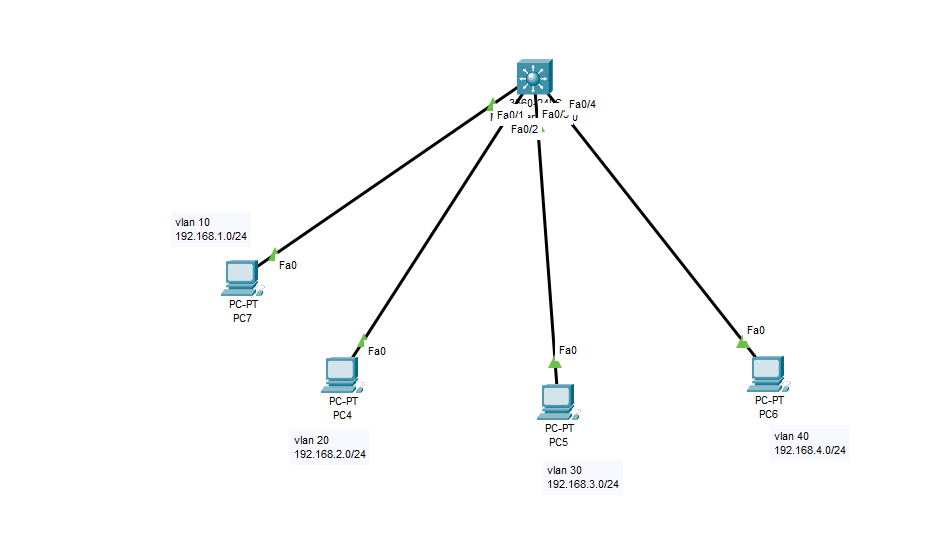 Fa0/4
Fa0/1
Fa0/2
vlan 10
192.168.1.0/24
Fa0
PC-PT
PC7
Fa0
PC-PT
PC4
vlan 20
192.168.2.0/24
Fa0
PC-PT
PC5
vlan 30
192.168.3.0/24
Fa0
PC-PT
PC6
vlan 40
192.168.4.0/24